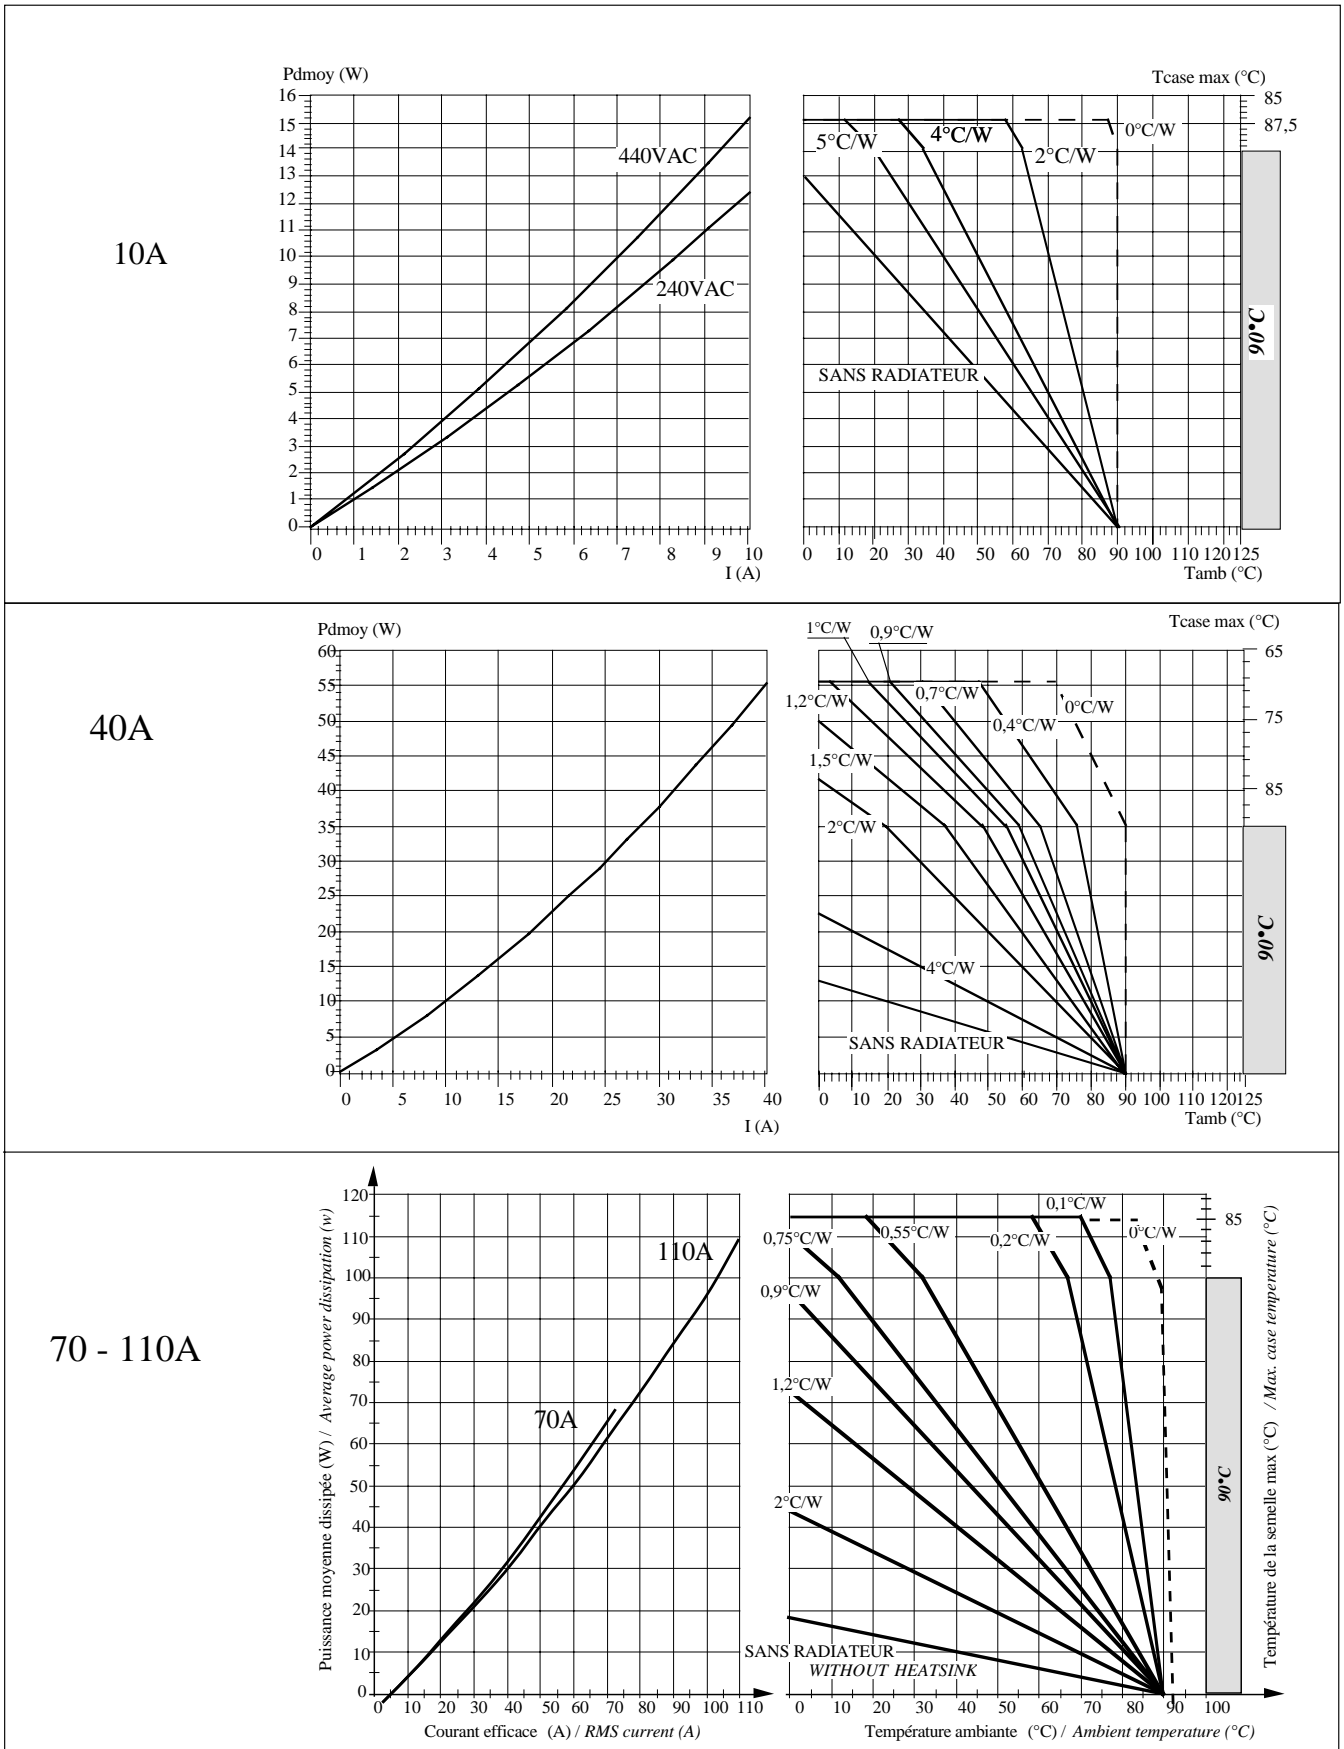 Pdmoy (W)
Tcase max (°C)
16
15
14
13
12
11
10
9
8
7
6
5
4
3
2
1
0
440VAC
240VAC
10A
0 1 2 3 4 5 6 7 8 9 10
I (A)
5°C/W
4°C/W
2°C/W
0°C/W
85
87,5
90°C
SANS RADIATEUR
10 20 30 40 50 60 70 80 90 100 110 120 125
Tamb (°C)
Pdmoy (W)
Tcase max (°C)
40A
60
55
50
45
40
35
30
25
20
15
10
5
0
0 5 10 15 20 25 30 35 40
I (A)
1°C/W
0,9°C/W
1,2°C/W
0,7°C/W
0,4°C/W
0°C/W
1,5°C/W
2°C/W
4°C/W
SANS RADIATEUR
65
75
85
90°C
0 10 20 30 40 50 60 70 80 90 100 110 120 125
Tamb (°C)
70 - 110A
Puissance moyenne dissipée (W) / Average power dissipation (w)
120
110
100
90
80
70
60
50
40
30
20
10
0
110A
70A
0 10 20 30 40 50 60 70 80 90 100 110
Courant efficace (A) / RMS current (A)
0,1°C/W
0,75°C/W
0,55°C/W
0,2°C/W
0°C/W
0,9°C/W
1,2°C/W
2°C/W
SANS RADIATEUR
WITHOUT HEATSINK
85
90°C
Température de la semelle max (°C) / Max. case temperature (°C)
0 10 20 30 40 50 60 70 80 90 100
Température ambiante (°C) / Ambient temperature (°C)